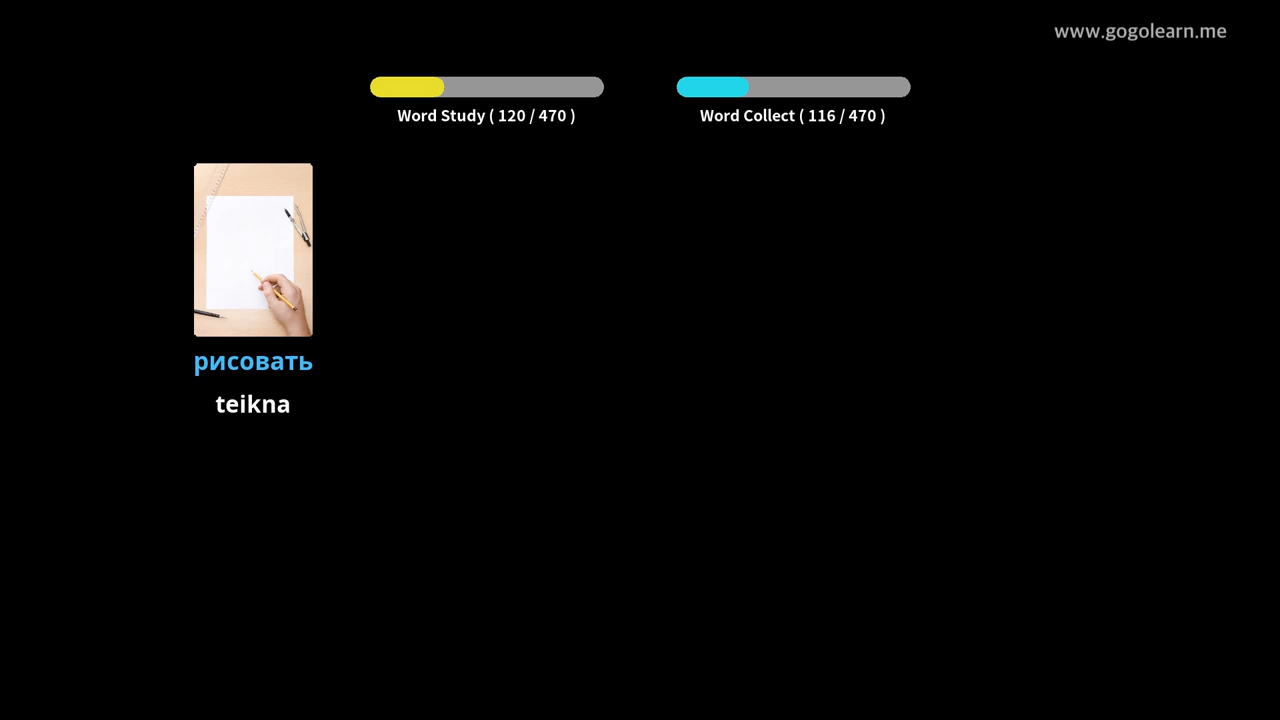 www.gogolearn.me
Word Study ( 120 / 470 )
Word Collect ( 116 / 470 )
рисовать
teikna